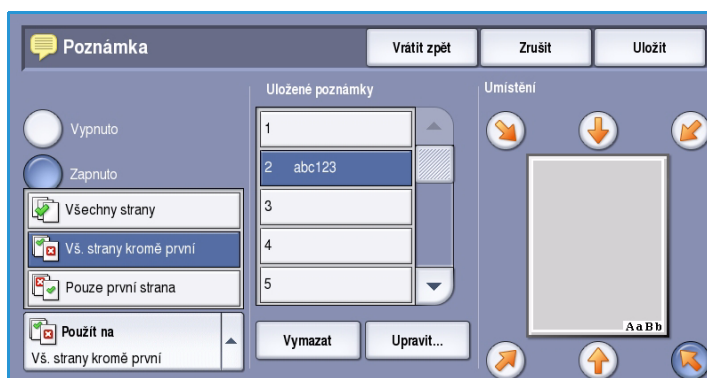 Poznámka
Vrátit zpět
Zrušit
Uložit
Uložené poznámky
Umístění
Vypnuto
Zapnuto
Všechny strany
Vš. strany kromě první
Pouze první strana
Použít na
Vš. strany kromě první
1
2 abc123
3
4
5
Vymazat
Upravit...
AaBb